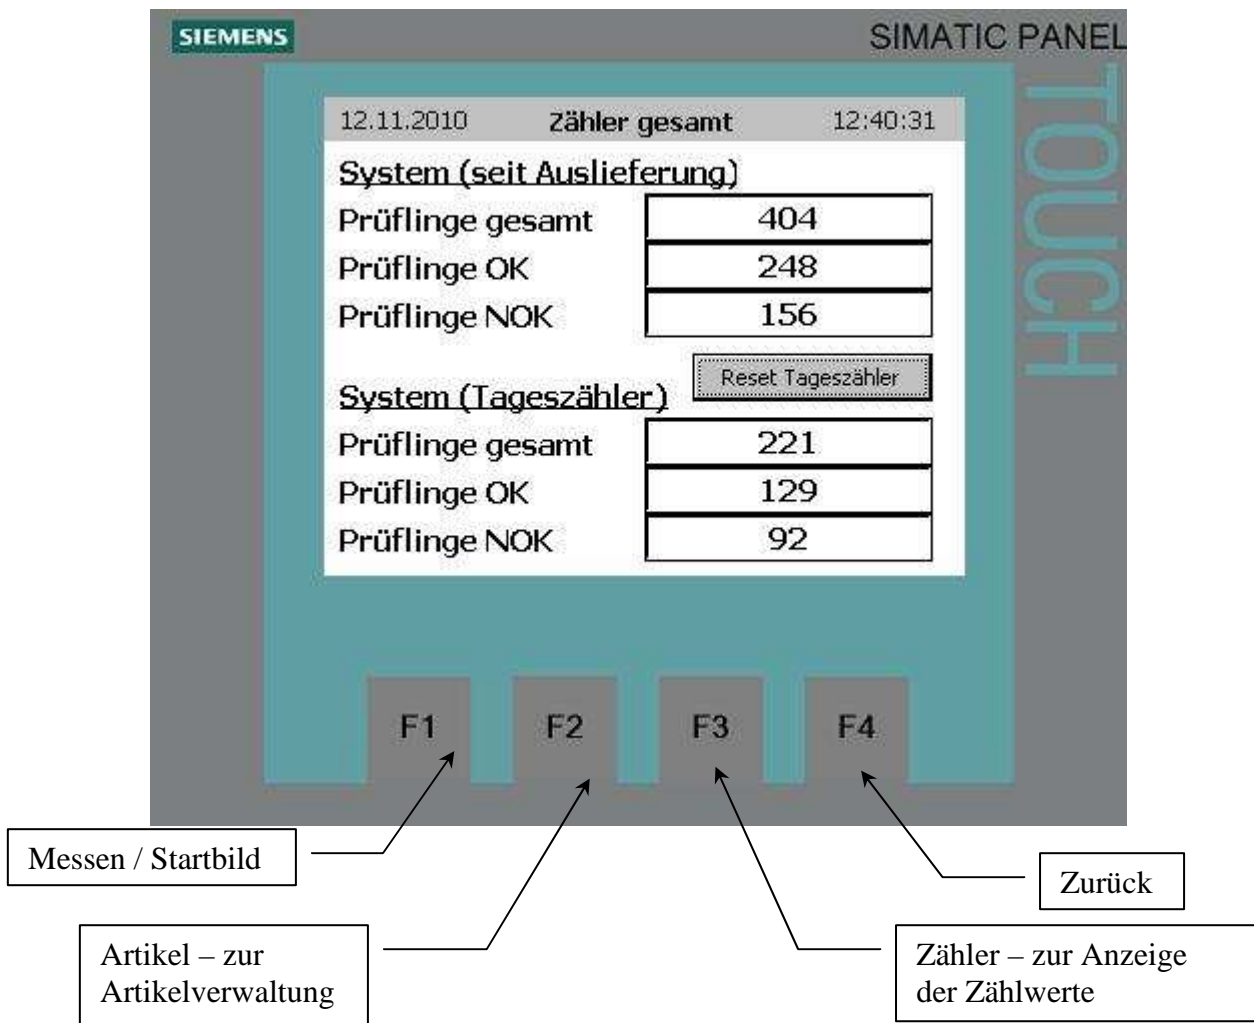 SIEMENS
SIMATIC PANEL
TOUCH
12.11.2010 Zähler gesamt 12:40:31
System (seit Auslieferung)
Prüflinge gesamt 404
Prüflinge OK 248
Prüflinge NOK 156
Reset Tageszähler
System (Tageszähler)
Prüflinge gesamt 221
Prüflinge OK 129
Prüflinge NOK 92
F1 F2 F3 F4
Messen / Startbild
Zurück
Artikel – zur
Artikelverwaltung
Zähler – zur Anzeige
der Zählwerte